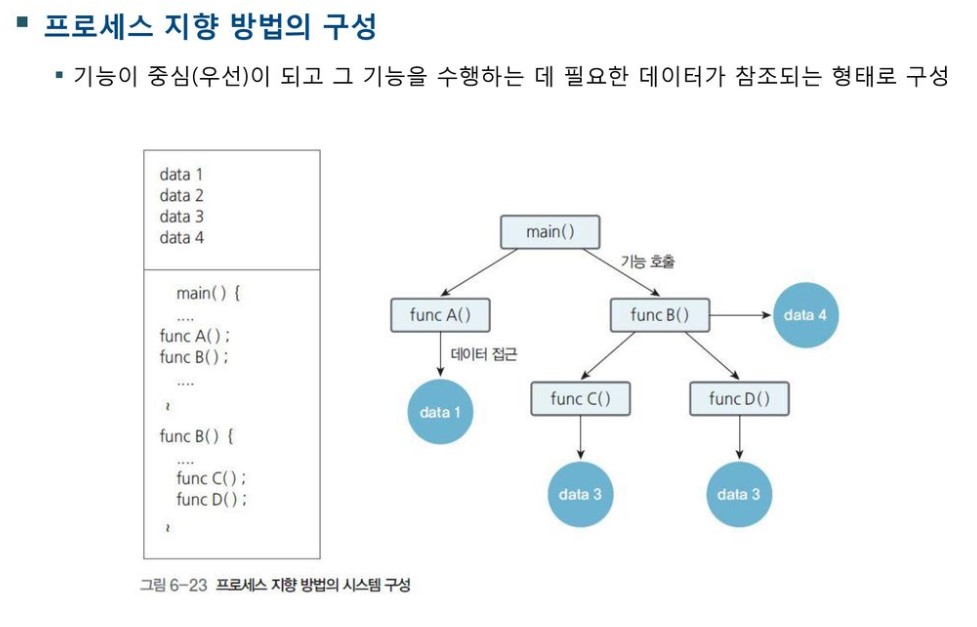 프로세스 지향 방법의 구성
기능이 중심(우선)이 되고 그 기능을 수행하는 데 필요한 데이터가 참조되는 형태로 구성
data 1
data 2
data 3
data 4
main( ) {
....
func A( ) ;
func B( ) ;
....
≀
func B( ) {
....
func C( ) ;
func D( ) ;
≀
main( )
기능 호출
func A( )
func B( )
data 4
데이터 접근
data 1
func C( )
func D( )
data 3
data 3
그림 6-23 프로세스 지향 방법의 시스템 구성